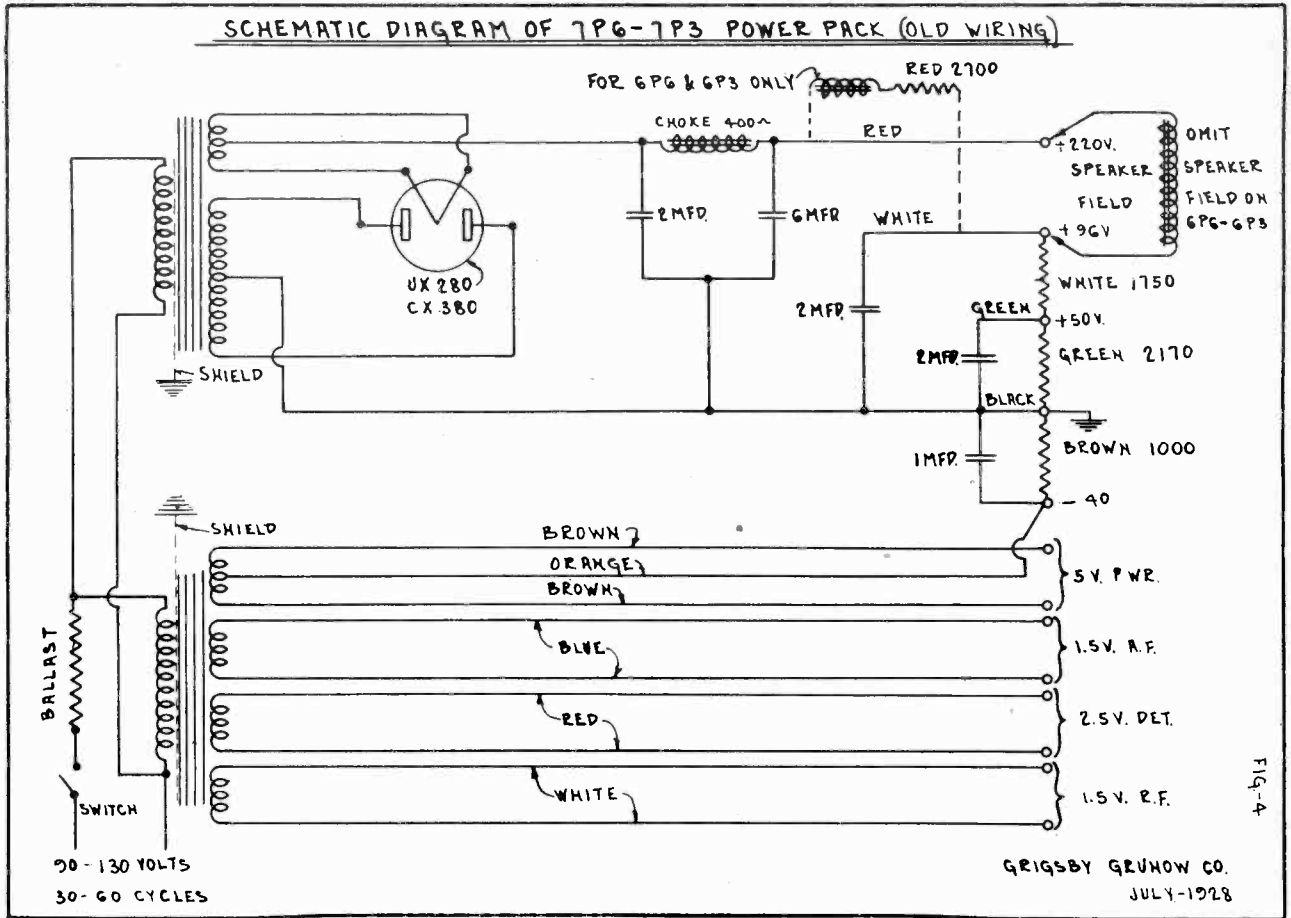 SCHEMATIC DIAGRAM OF 7P6-7P3 POWER PACK (OLD WIRING)
FOR 6P6 & 6P3 ONLY
RED 2700
CHOKE 400~
RED
+220V.
SPEAKER
FIELD
+96V
OMIT
SPEAKER
FIELD ON
6P6-6P3
2MFD.
6MFD
WHITE
UX 280
CX 380
WHITE 1750
2MFD.
GREEN
+50V.
2MFD.
GREEN 2170
SHIELD
BLACK
BROWN 1000
1MFD.
- 40
SHIELD
BROWN
ORANGE
BROWN
5V. PWR.
BLUE
1.5V. A.F.
BALLAST
RED
2.5V. DET.
WHITE
1.5V. R.F.
SWITCH
FIG-4
90-130 VOLTS
30-60 CYCLES
GRIGSBY GRUNOW CO.
JULY-1928